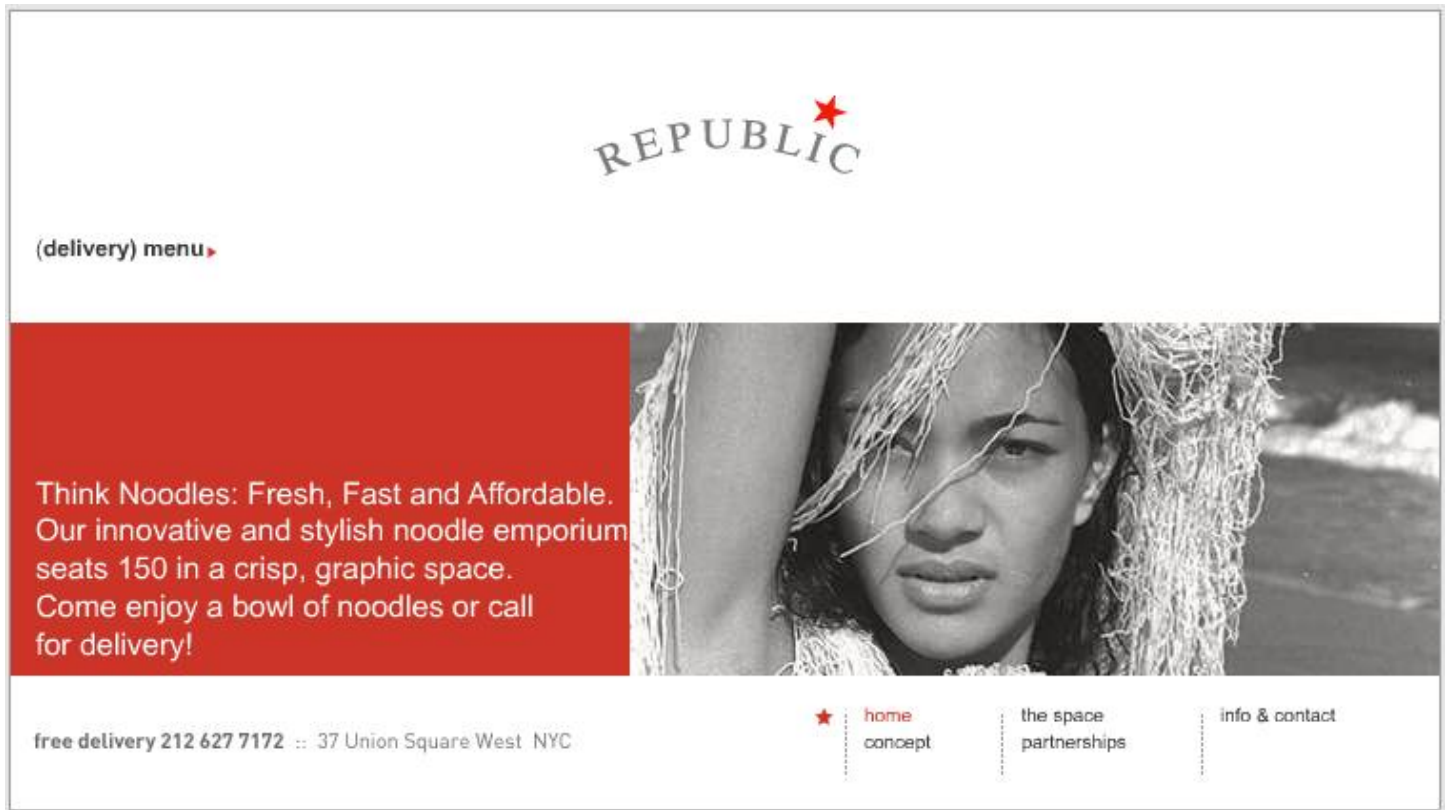 REPUBLIC
(delivery) menu
Think Noodles: Fresh, Fast and Affordable.
Our innovative and stylish noodle emporium
seats 150 in a crisp, graphic space.
Come enjoy a bowl of noodles or call
for delivery!
free delivery 212 627 7172 :: 37 Union Square West NYC
home
concept
the space
partnerships
info & contact